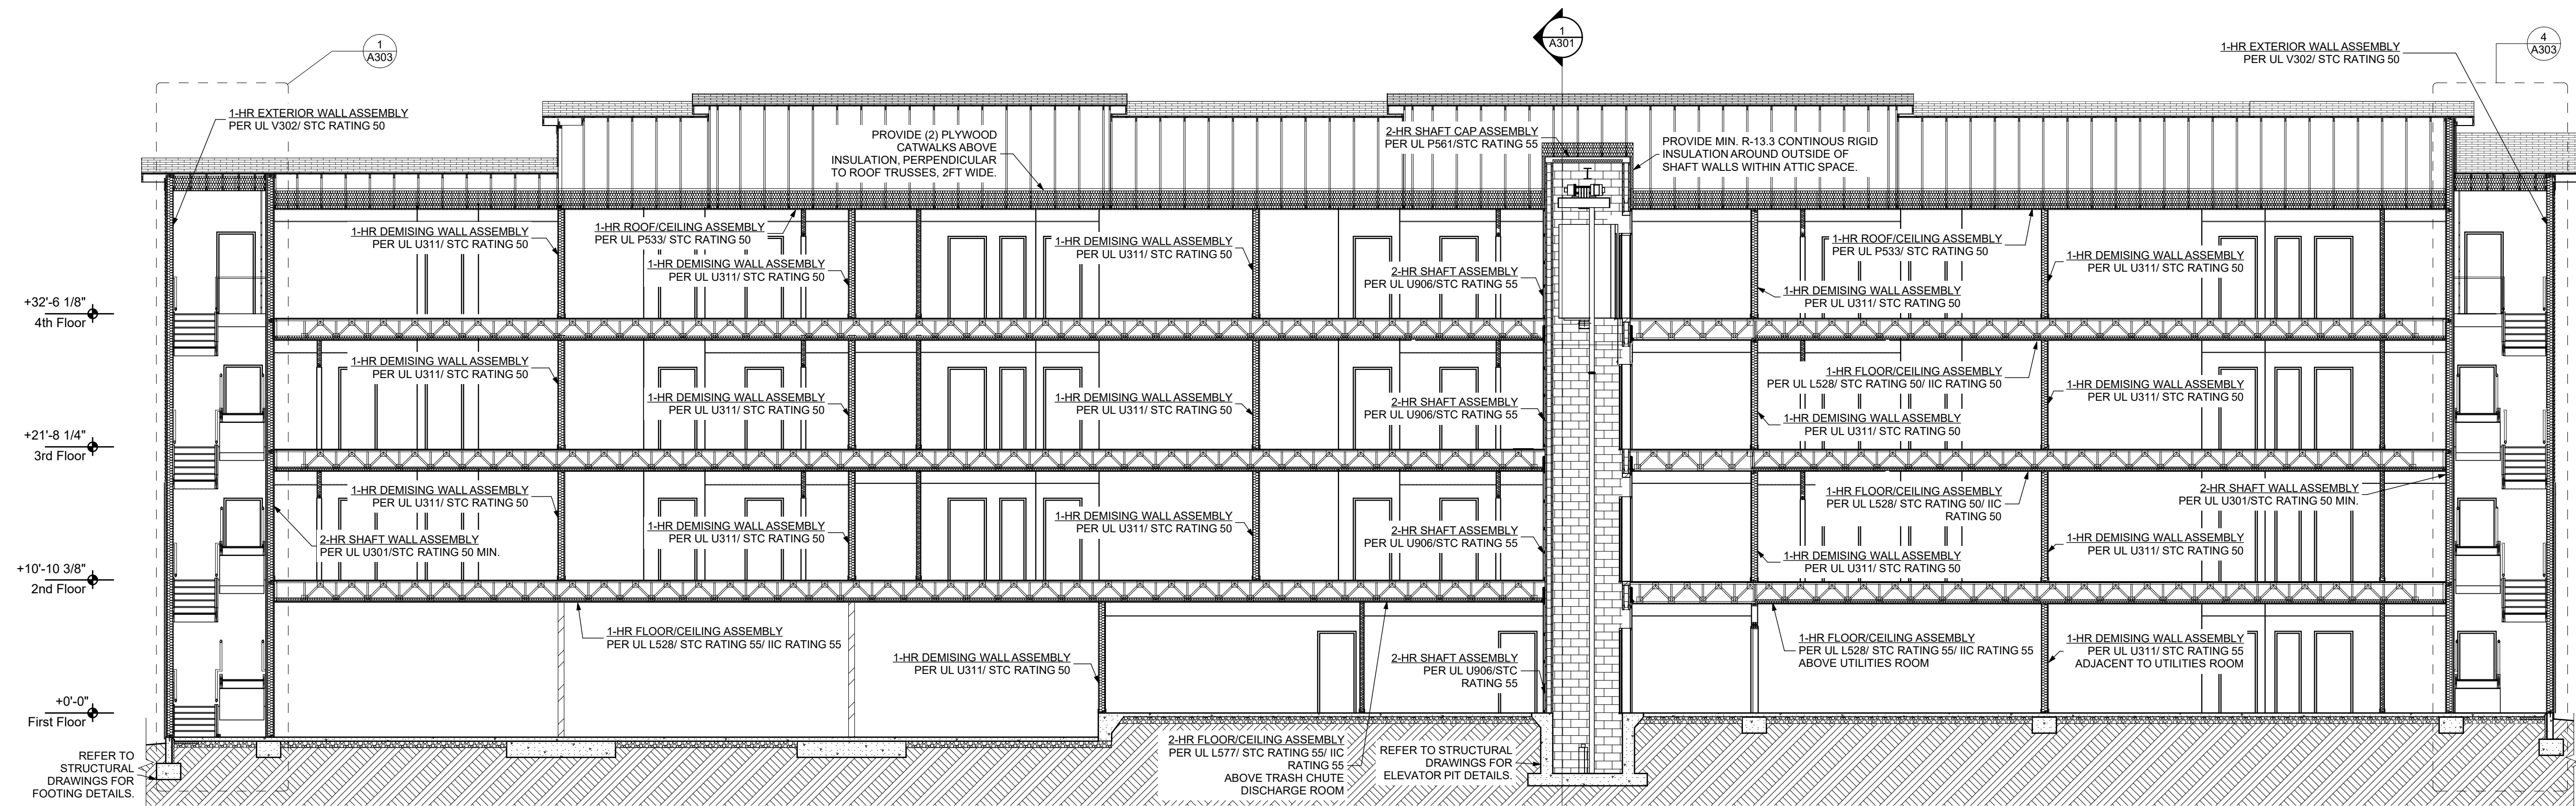 1
A303
1
A301
4
A303
1-HR EXTERIOR WALL ASSEMBLY
PER UL V302/ STC RATING 50
1-HR EXTERIOR WALL ASSEMBLY
PER UL V302/ STC RATING 50
PROVIDE (2) PLYWOOD
CATWALKS ABOVE
INSULATION, PERPENDICULAR
TO ROOF TRUSSES, 2FT WIDE.
2-HR SHAFT CAP ASSEMBLY
PER UL P561/STC RATING 55
PROVIDE MIN. R-13.3 CONTINOUS RIGID
INSULATION AROUND OUTSIDE OF
SHAFT WALLS WITHIN ATTIC SPACE.
1-HR DEMISING WALL ASSEMBLY
PER UL U311/ STC RATING 50
1-HR ROOF/CEILING ASSEMBLY
PER UL P533/ STC RATING 50
1-HR DEMISING WALL ASSEMBLY
PER UL U311/ STC RATING 50
1-HR DEMISING WALL ASSEMBLY
PER UL U311/ STC RATING 50
2-HR SHAFT ASSEMBLY
PER UL U906/STC RATING 55
1-HR ROOF/CEILING ASSEMBLY
PER UL P533/ STC RATING 50
1-HR DEMISING WALL ASSEMBLY
PER UL U311/ STC RATING 50
1-HR DEMISING WALL ASSEMBLY
PER UL U311/ STC RATING 50
+32'-6 1/8"
4th Floor
1-HR DEMISING WALL ASSEMBLY
PER UL U311/ STC RATING 50
1-HR DEMISING WALL ASSEMBLY
PER UL U311/ STC RATING 50
1-HR DEMISING WALL ASSEMBLY
PER UL U311/ STC RATING 50
2-HR SHAFT ASSEMBLY
PER UL U906/STC RATING 55
1-HR FLOOR/CEILING ASSEMBLY
PER UL L528/ STC RATING 50/ IIC RATING 50
1-HR DEMISING WALL ASSEMBLY
PER UL U311/ STC RATING 50
1-HR DEMISING WALL ASSEMBLY
PER UL U311/ STC RATING 50
+21'-8 1/4"
3rd Floor
1-HR DEMISING WALL ASSEMBLY
PER UL U311/ STC RATING 50
2-HR SHAFT WALL ASSEMBLY
PER UL U301/STC RATING 50 MIN.
1-HR DEMISING WALL ASSEMBLY
PER UL U311/ STC RATING 50
1-HR DEMISING WALL ASSEMBLY
PER UL U311/ STC RATING 50
2-HR SHAFT ASSEMBLY
PER UL U906/STC RATING 55
1-HR FLOOR/CEILING ASSEMBLY
PER UL L528/ STC RATING 50/ IIC
RATING 50
2-HR SHAFT WALL ASSEMBLY
PER UL U301/STC RATING 50 MIN.
1-HR DEMISING WALL ASSEMBLY
PER UL U311/ STC RATING 50
1-HR DEMISING WALL ASSEMBLY
PER UL U311/ STC RATING 50
+10'-10 3/8"
2nd Floor
1-HR FLOOR/CEILING ASSEMBLY
PER UL L528/ STC RATING 55/ IIC RATING 55
1-HR DEMISING WALL ASSEMBLY
PER UL U311/ STC RATING 50
2-HR SHAFT ASSEMBLY
PER UL U906/STC
RATING 55
1-HR FLOOR/CEILING ASSEMBLY
PER UL L528/ STC RATING 55/ IIC RATING 55
ABOVE UTILITIES ROOM
1-HR DEMISING WALL ASSEMBLY
PER UL U311/ STC RATING 55
ADJACENT TO UTILITIES ROOM
+0'-0"
First Floor
REFER TO
STRUCTURAL
DRAWINGS FOR
FOOTING DETAILS.
2-HR FLOOR/CEILING ASSEMBLY
PER UL L577/ STC RATING 55/ IIC
RATING 55
ABOVE TRASH CHUTE
DISCHARGE ROOM
REFER TO STRUCTURAL
DRAWINGS FOR
ELEVATOR PIT DETAILS.